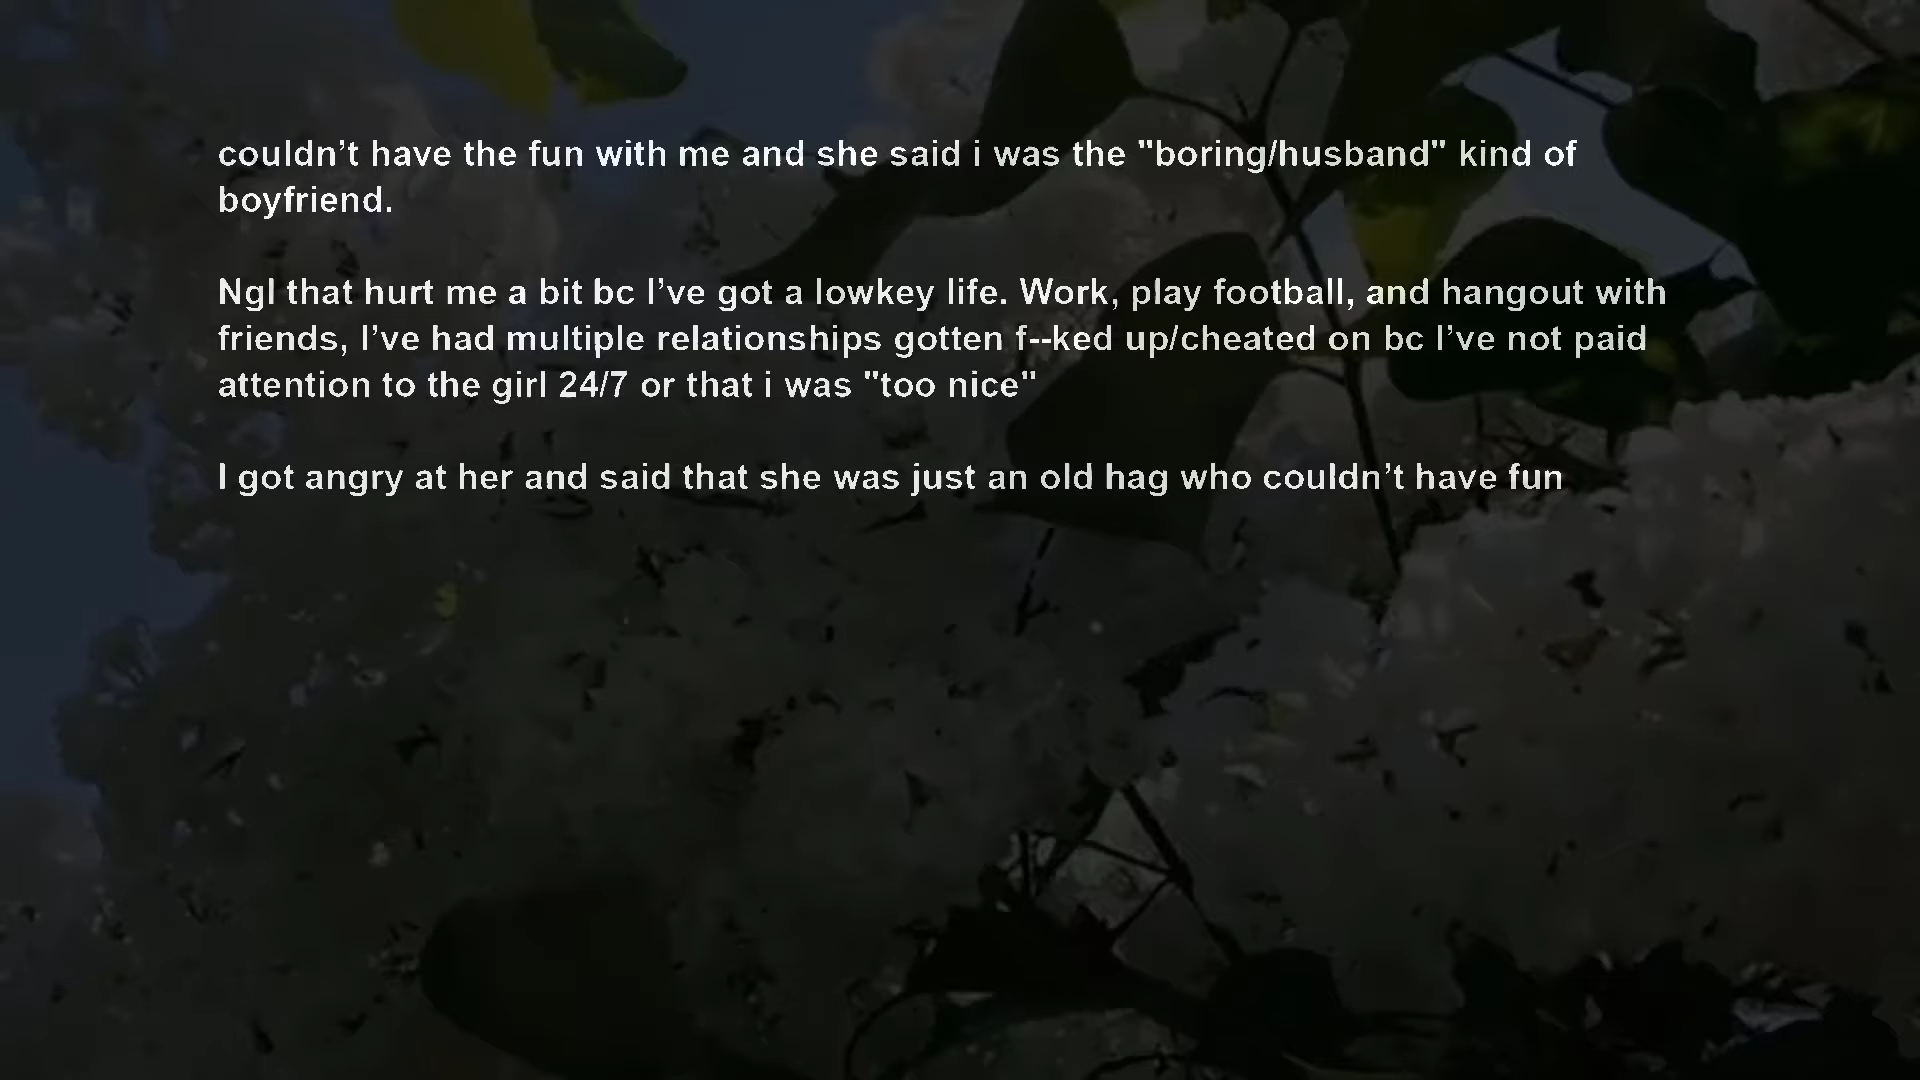 couldn’t have the fun with me and she said i was the "boring/husband" kind of
boyfriend.
Ngl that hurt me a bit bc I’ve got a lowkey life. Work, play football, and hangout with
friends, I’ve had multiple relationships gotten f--ked up/cheated on bc I’ve not paid
attention to the girl 24/7 or that i was "too nice"
I got angry at her and said that she was just an old hag who couldn’t have fun